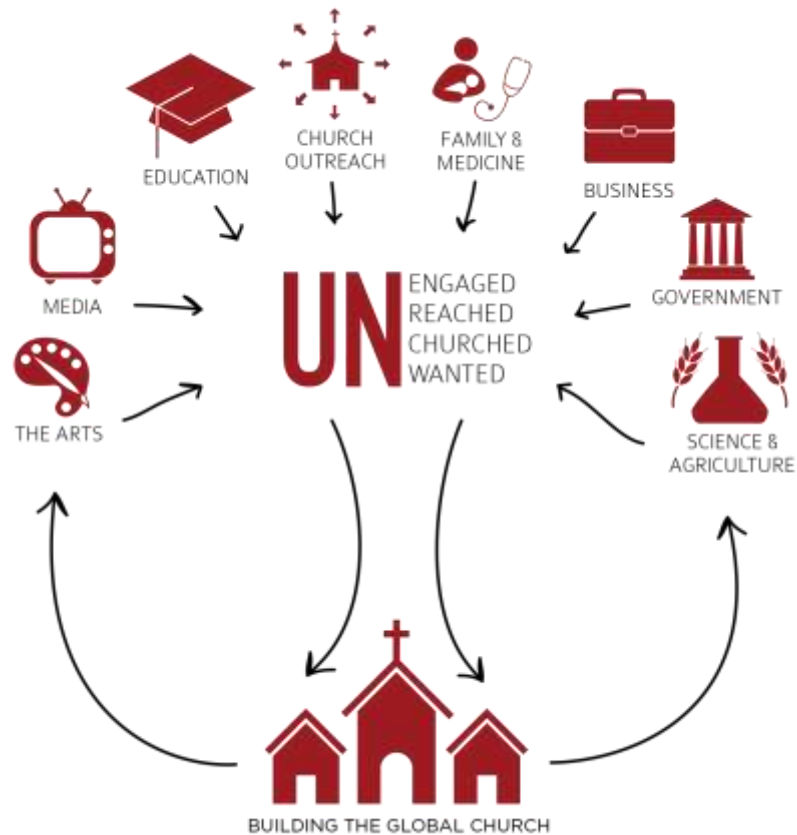 CHURCH
OUTREACH
FAMILY &
MEDICINE
EDUCATION
BUSINESS
MEDIA
GOVERNMENT
UN
ENGAGED
REACHED
CHURCHED
WANTED
THE ARTS
SCIENCE &
AGRICULTURE
BUILDING THE GLOBAL CHURCH